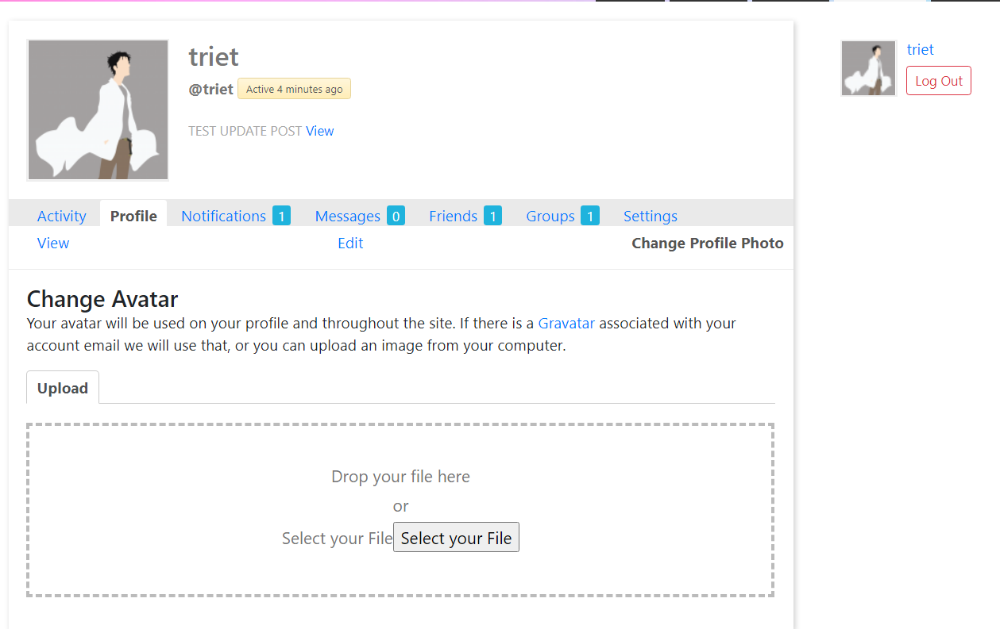 triet
@triet Active 4 minutes ago
TEST UPDATE POST View
triet
Log Out
Activity Profile Notifications 1 Messages 0 Friends 1 Groups 1 Settings
View Edit Change Profile Photo
Change Avatar
Your avatar will be used on your profile and throughout the site. If there is a Gravatar associated with your
account email we will use that, or you can upload an image from your computer.
Upload
Drop your file here
or
Select your File Select your File